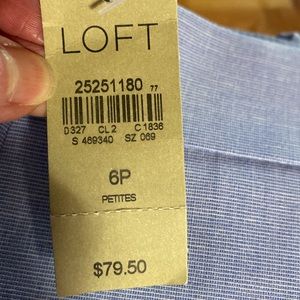 LOFT
25251180 77
D327 CL2 C1836
S 469340 SZ 069
6P
PETITES
$79.50